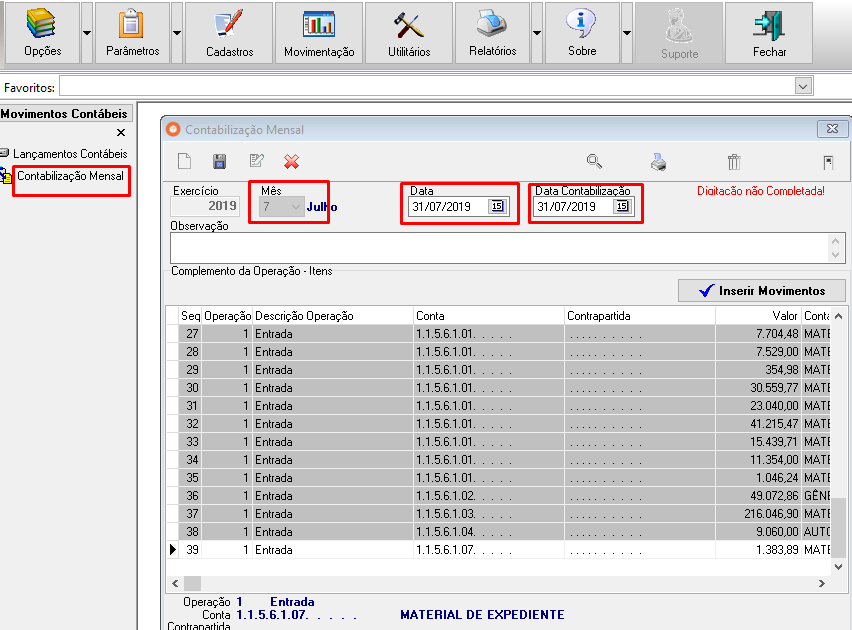 Opções Parâmetros Cadastros Movimentação Utilitários Relatórios Sobre Suporte Fechar
Favoritos:
Movimentos Contábeis
Lançamentos Contábeis
Contabilização Mensal
Contabilização Mensal
Exercício Mês Data Data Contabilização Digitação não Completada!
2019 7 Julho 31/07/2019 15 31/07/2019 15
Observação
Complemento da Operação - Itens
Inserir Movimentos
Seq Operação Descrição Operação Conta Contrapartida Valor Conta
27 1 Entrada 1.1.5.6.1.01. . . . . . . . . . . . . . . 7.704,48 MATE
28 1 Entrada 1.1.5.6.1.01. . . . . . . . . . . . . . . 7.529,00 MATE
29 1 Entrada 1.1.5.6.1.01. . . . . . . . . . . . . . . 354,98 MATE
30 1 Entrada 1.1.5.6.1.01. . . . . . . . . . . . . . . 30.559,77 MATE
31 1 Entrada 1.1.5.6.1.01. . . . . . . . . . . . . . . 23.040,00 MATE
32 1 Entrada 1.1.5.6.1.01. . . . . . . . . . . . . . . 41.215,47 MATE
33 1 Entrada 1.1.5.6.1.01. . . . . . . . . . . . . . . 15.439,71 MATE
34 1 Entrada 1.1.5.6.1.01. . . . . . . . . . . . . . . 11.354,00 MATE
35 1 Entrada 1.1.5.6.1.01. . . . . . . . . . . . . . . 1.046,24 MATE
36 1 Entrada 1.1.5.6.1.02. . . . . . . . . . . . . . . 49.072,86 GÊNE
37 1 Entrada 1.1.5.6.1.03. . . . . . . . . . . . . . . 216.046,90 MATE
38 1 Entrada 1.1.5.6.1.04. . . . . . . . . . . . . . . 9.060,00 AUTO
39 1 Entrada 1.1.5.6.1.07. . . . . . . . . . . . . . . 1.383,89 MATE
Operação 1 Entrada
Conta 1.1.5.6.1.07. . . . . MATERIAL DE EXPEDIENTE
Contrapartida